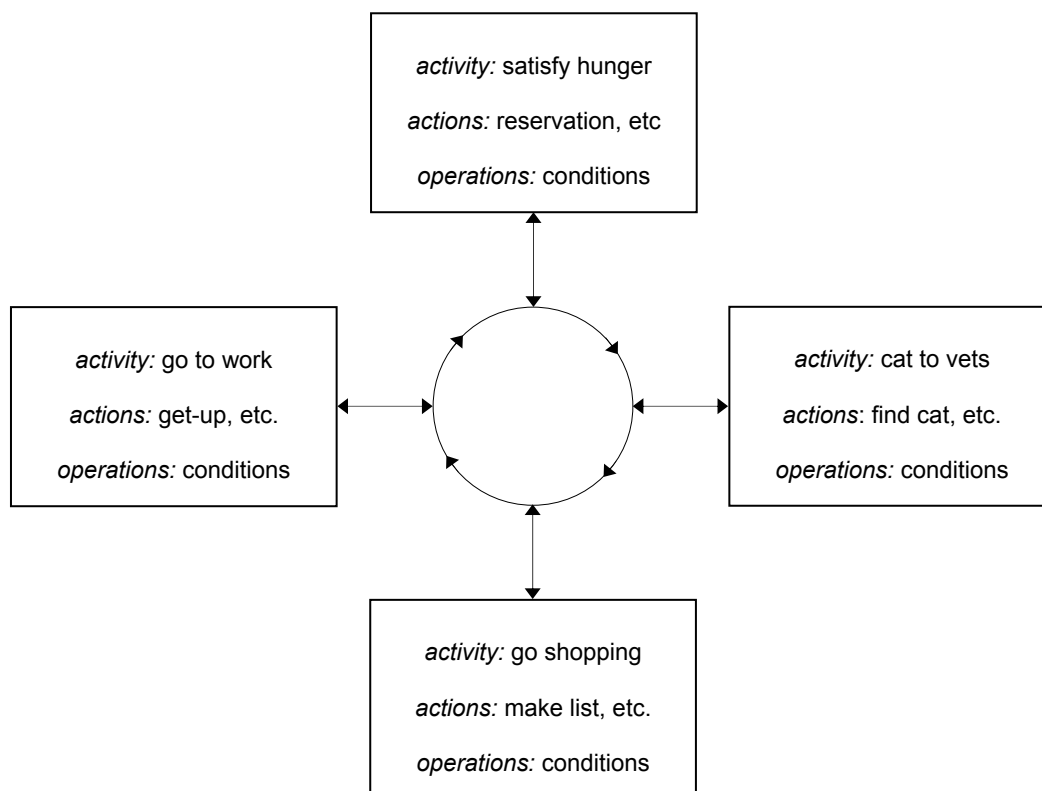 activity: satisfy hunger
actions: reservation, etc
operations: conditions
activity: go to work
actions: get-up, etc.
operations: conditions
activity: cat to vets
actions: find cat, etc.
operations: conditions
activity: go shopping
actions: make list, etc.
operations: conditions